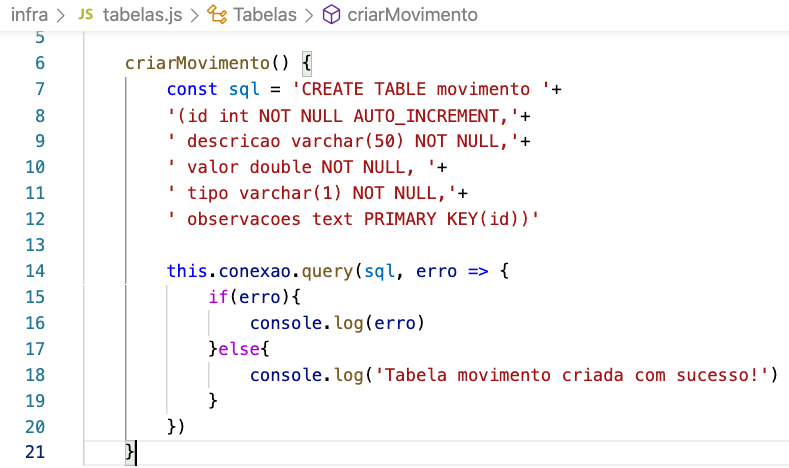 infra > JS tabelas.js > Tabelas > criarMovimento
5
6 criarMovimento() {
7 const sql = 'CREATE TABLE movimento '+
8 '(id int NOT NULL AUTO_INCREMENT,'+
9 ' descricao varchar(50) NOT NULL,'+
10 ' valor double NOT NULL, '+
11 ' tipo varchar(1) NOT NULL,'+
12 ' observacoes text PRIMARY KEY(id))'
13
14 this.conexao.query(sql, erro => {
15 if(erro){
16 console.log(erro)
17 }else{
18 console.log('Tabela movimento criada com sucesso!')
19 }
20 })
21 }